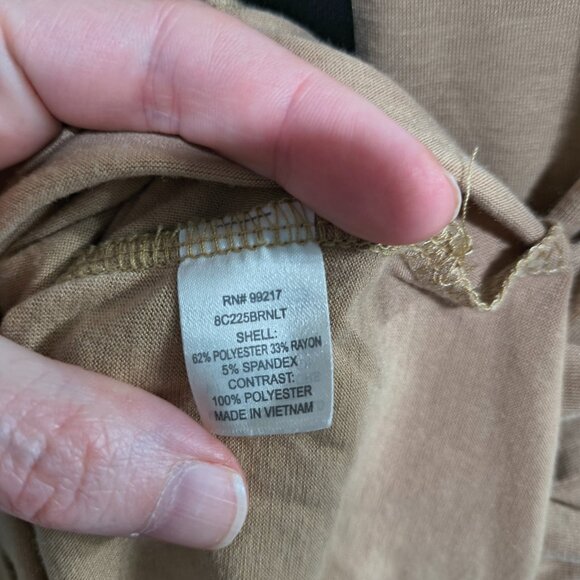 RN# 99217
8C225BRNLT
SHELL:
62% POLYESTER 33% RAYON
5% SPANDEX
CONTRAST:
100% POLYESTER
MADE IN VIETNAM